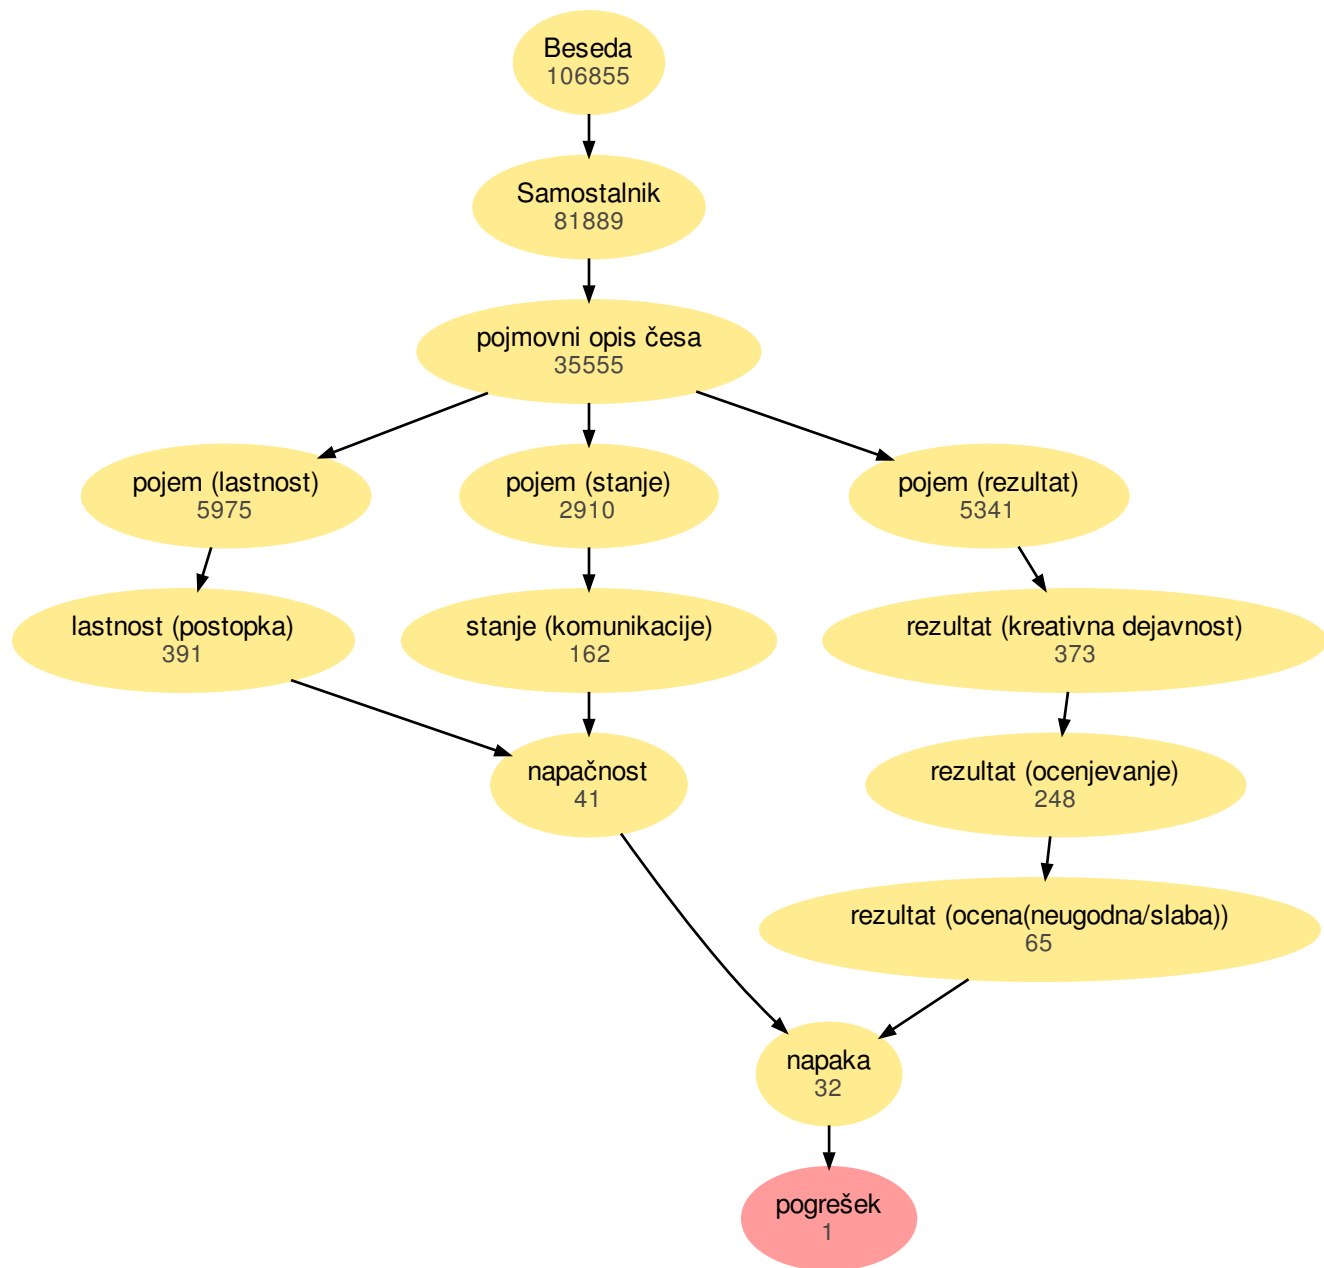 Beseda
106855
Samostalnik
81889
pojmovni opis česa
35555
pojem (lastnost)
5975
pojem (stanje)
2910
pojem (rezultat)
5341
lastnost (postopka)
391
stanje (komunikacije)
162
rezultat (kreativna dejavnost)
373
napačnost
41
rezultat (ocenjevanje)
248
rezultat (ocena(neugodna/slaba))
65
napaka
32
pogrešek
1